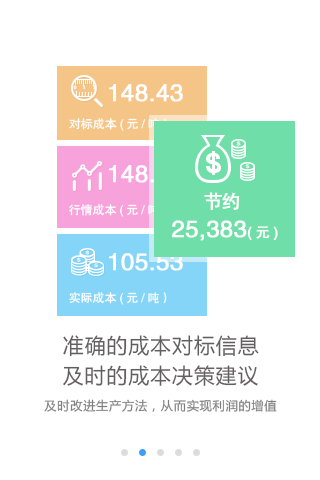 148.43
对标成本 ( 元 /
148.
行情成本 ( 元 /
节约
25,383( 元 )
105.53
实际成本 ( 元 / 吨 )
准确的成本对标信息
及时的成本决策建议
及时改进生产方法，从而实现利润的增值